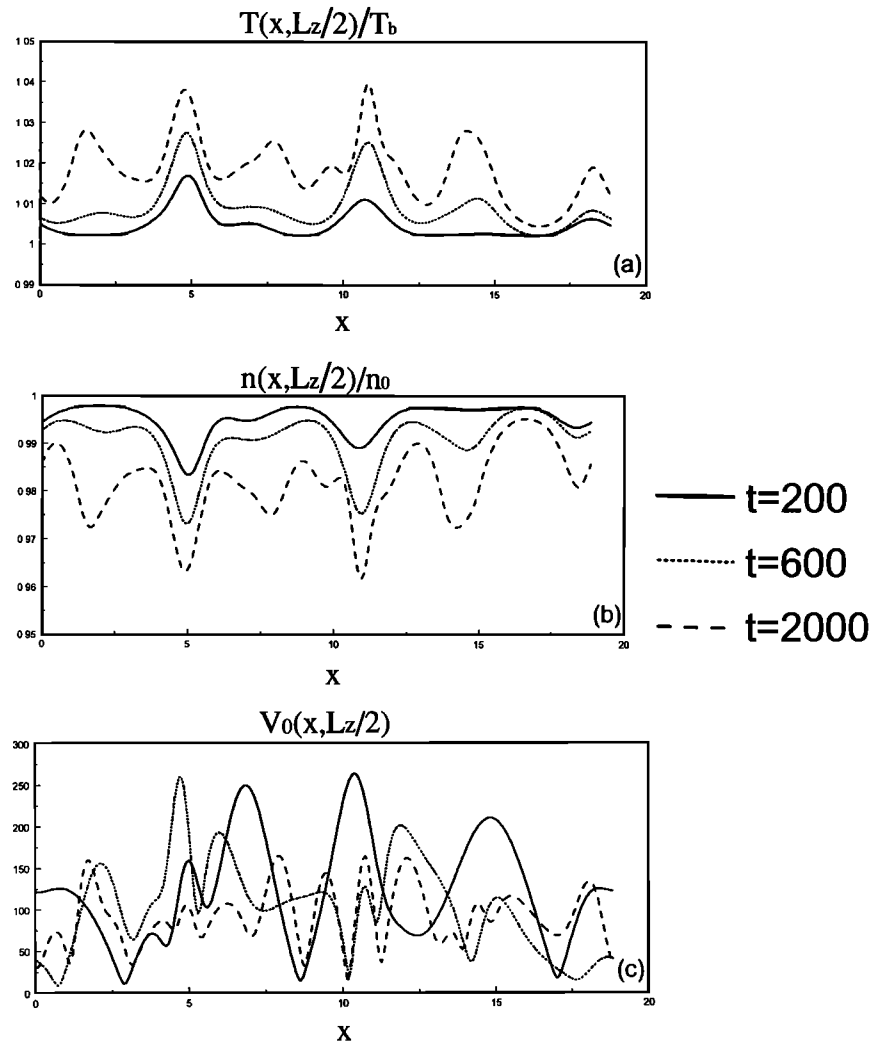 T(x,Lz/2)/Tb
1 05
1 04
1 03
1 02
1 01
1
0 99
0
5
10
15
20
(a)
x
n(x,Lz/2)/n0
1
0 99
0 98
0 97
0 96
0 95
0
5
10
15
20
(b)
x
t=200
t=600
t=2000
V0(x,Lz/2)
300
250
200
150
100
50
0
0
5
10
15
20
(c)
x